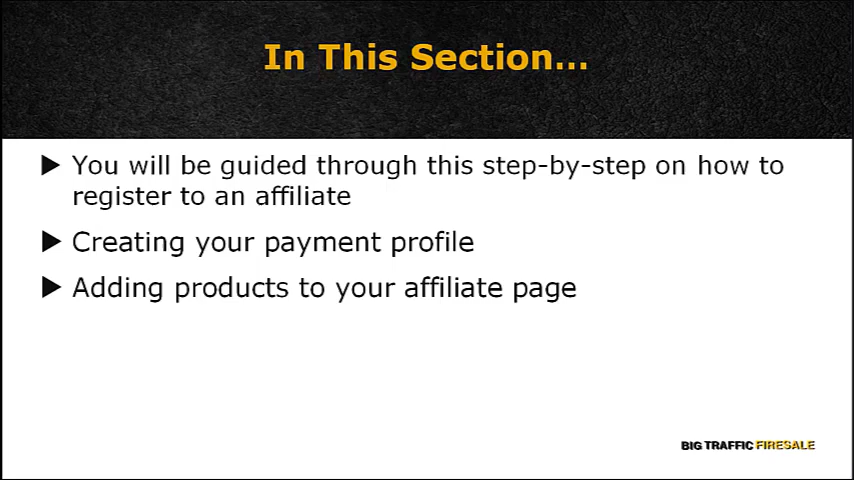 In This Section...
▶ You will be guided through this step-by-step on how to
register to an affiliate
▶ Creating your payment profile
▶ Adding products to your affiliate page
BIG TRAFFIC FIRESALE